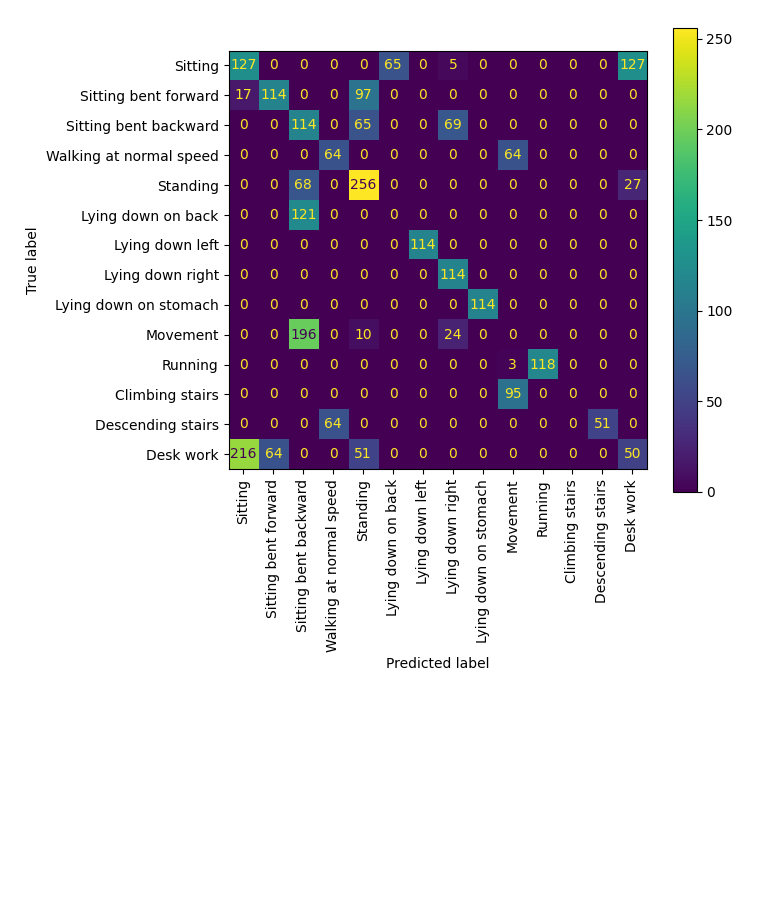 Sitting 127 0 0 0 0 65 0 5 0 0 0 0 0 127
Sitting bent forward 17 114 0 0 97 0 0 0 0 0 0 0 0 0
Sitting bent backward 0 0 114 0 65 0 0 69 0 0 0 0 0 0
Walking at normal speed 0 0 0 64 0 0 0 0 0 64 0 0 0 0
Standing 0 0 68 0 256 0 0 0 0 0 0 0 0 27
Lying down on back 0 0 121 0 0 0 0 0 0 0 0 0 0 0
Lying down left 0 0 0 0 0 0 114 0 0 0 0 0 0 0
Lying down right 0 0 0 0 0 0 0 114 0 0 0 0 0 0
Lying down on stomach 0 0 0 0 0 0 0 0 114 0 0 0 0 0
Movement 0 0 196 0 10 0 0 24 0 0 0 0 0 0
Running 0 0 0 0 0 0 0 0 0 3 118 0 0 0
Climbing stairs 0 0 0 0 0 0 0 0 0 95 0 0 0 0
Descending stairs 0 0 0 64 0 0 0 0 0 0 0 0 51 0
Desk work 216 64 0 0 51 0 0 0 0 0 0 0 0 50
True label
Sitting
Sitting bent forward
Sitting bent backward
Walking at normal speed
Standing
Lying down on back
Lying down left
Lying down right
Lying down on stomach
Movement
Running
Climbing stairs
Descending stairs
Desk work
Predicted label
250
200
150
100
50
0